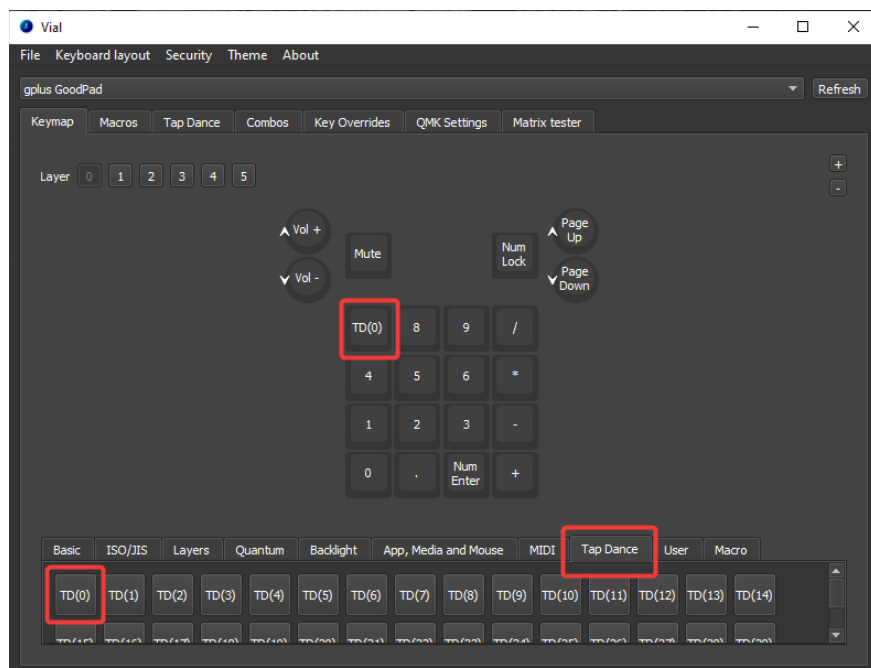 Vial
File Keyboard layout Security Theme About
gplus GoodPad
Refresh
Keymap Macros Tap Dance Combos Key Overrides QMK Settings Matrix tester
Layer 0 1 2 3 4 5
+
-
Vol +
Vol -
Mute
Num
Lock
Page
Up
Page
Down
TD(0) 8 9 /
4 5 6 *
1 2 3 -
0 . Num
Enter +
Basic ISO/JIS Layers Quantum Backlight App, Media and Mouse MIDI Tap Dance User Macro
TD(0) TD(1) TD(2) TD(3) TD(4) TD(5) TD(6) TD(7) TD(8) TD(9) TD(10) TD(11) TD(12) TD(13) TD(14)